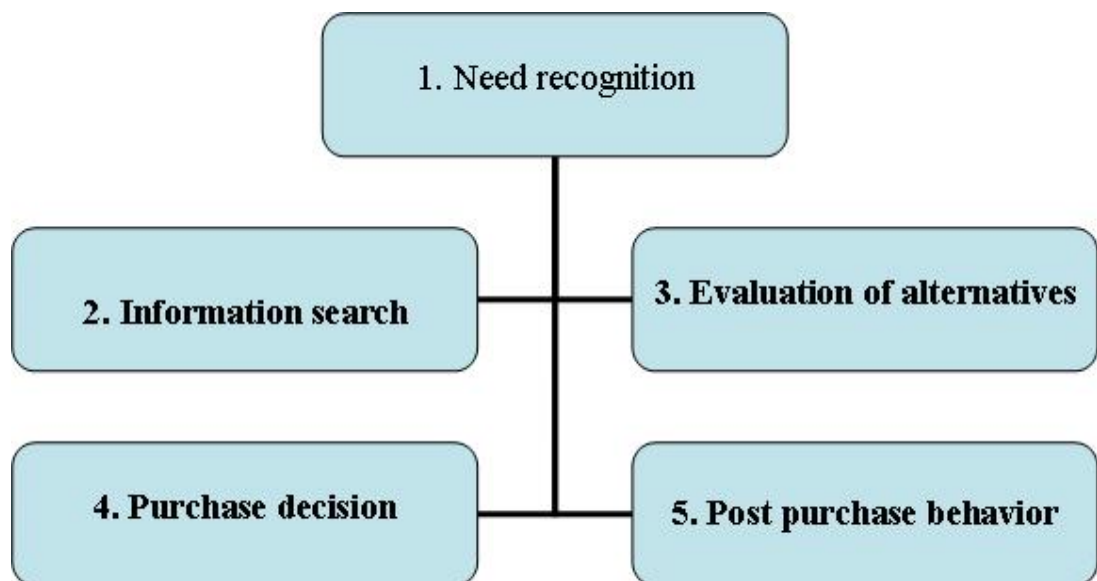 1. Need recognition
2. Information search
3. Evaluation of alternatives
4. Purchase decision
5. Post purchase behavior